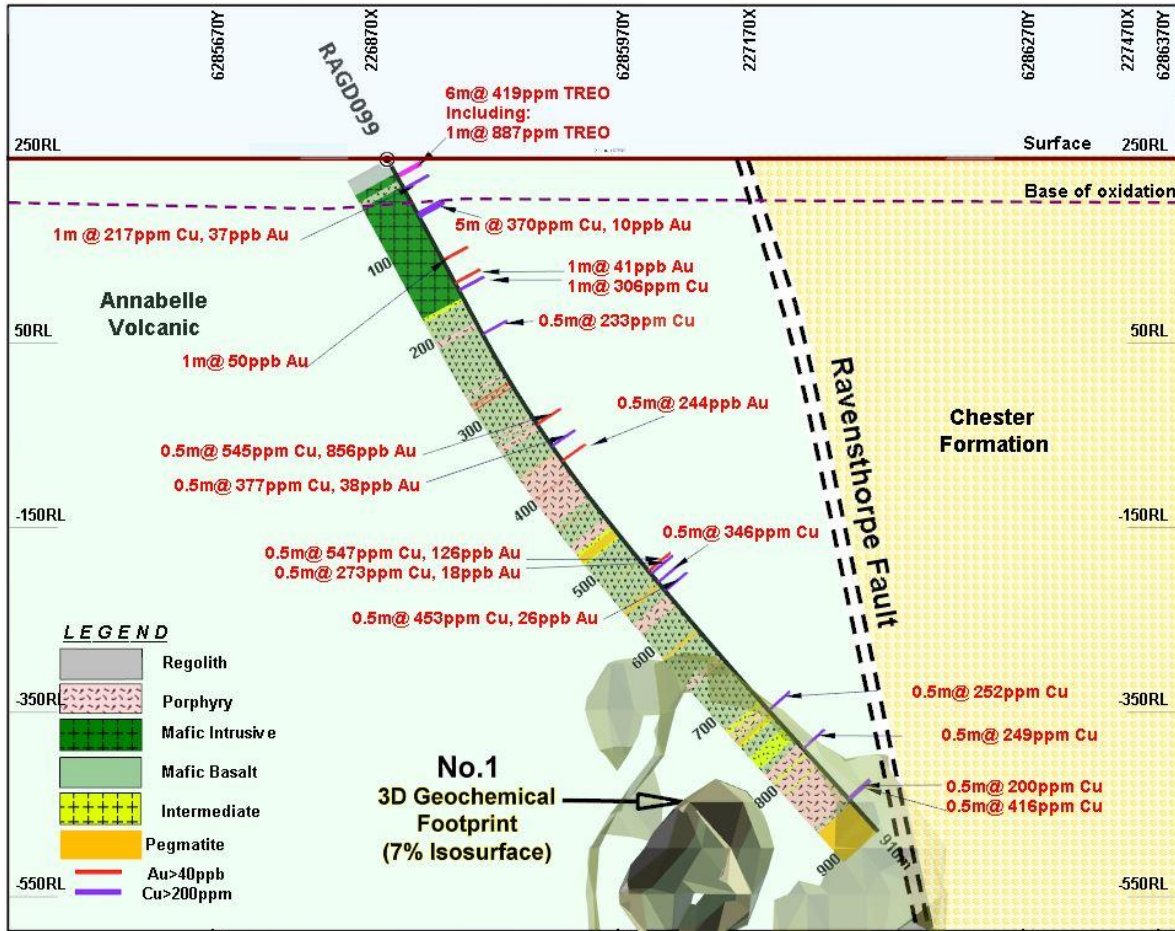 6285670Y
226870X
6285970Y
227170X
6286270Y
227470X
6286370Y
RAGD099
6m@ 419ppm TREO
Including:
1m@ 887ppm TREO
250RL
Surface
250RL
Base of oxidation
1m @ 217ppm Cu, 37ppb Au
5m @ 370ppm Cu, 10ppb Au
100
1m@ 41ppb Au
1m@ 306ppm Cu
Annabelle
Volcanic
0.5m@ 233ppm Cu
50RL
50RL
200
1m@ 50ppb Au
0.5m@ 244ppb Au
300
0.5m@ 545ppm Cu, 856ppb Au
0.5m@ 377ppm Cu, 38ppb Au
Ravensthorpe Fault
Chester
Formation
400
-150RL
-150RL
0.5m@ 346ppm Cu
0.5m@ 547ppm Cu, 126ppb Au
0.5m@ 273ppm Cu, 18ppb Au
500
0.5m@ 453ppm Cu, 26ppb Au
600
LEGEND
Regolith
Porphyry
Mafic Intrusive
Mafic Basalt
Intermediate
Pegmatite
Au>40ppb
Cu>200ppm
-350RL
-350RL
0.5m@ 252ppm Cu
700
0.5m@ 249ppm Cu
No.1
3D Geochemical
Footprint
(7% Isosurface)
800
0.5m@ 200ppm Cu
0.5m@ 416ppm Cu
900
910m
-550RL
-550RL